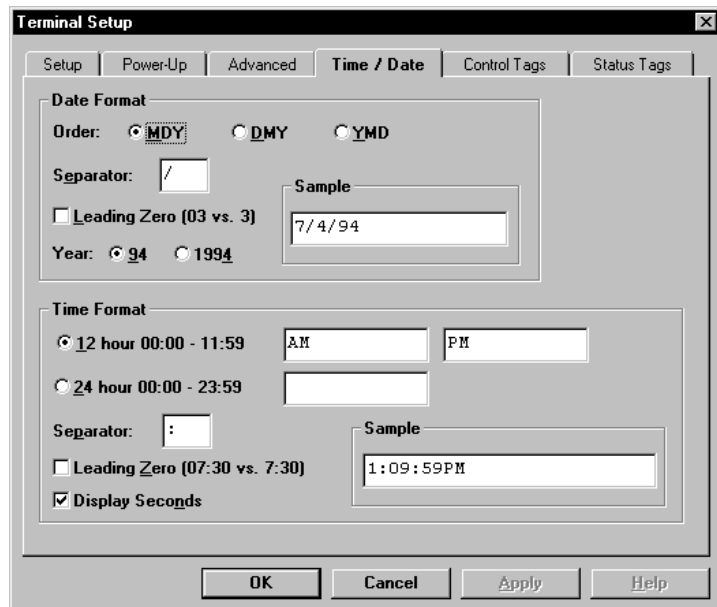 Terminal Setup
Setup Power-Up Advanced Time / Date Control Tags Status Tags
Date Format
Order: MDY DMY YMD
Separator: /
Sample
Leading Zero (03 vs. 3)
7/4/94
Year: 94 1994
Time Format
12 hour 00:00 - 11:59 AM PM
24 hour 00:00 - 23:59
Separator: :
Sample
Leading Zero (07:30 vs. 7:30)
1:09:59PM
Display Seconds
OK Cancel Apply Help